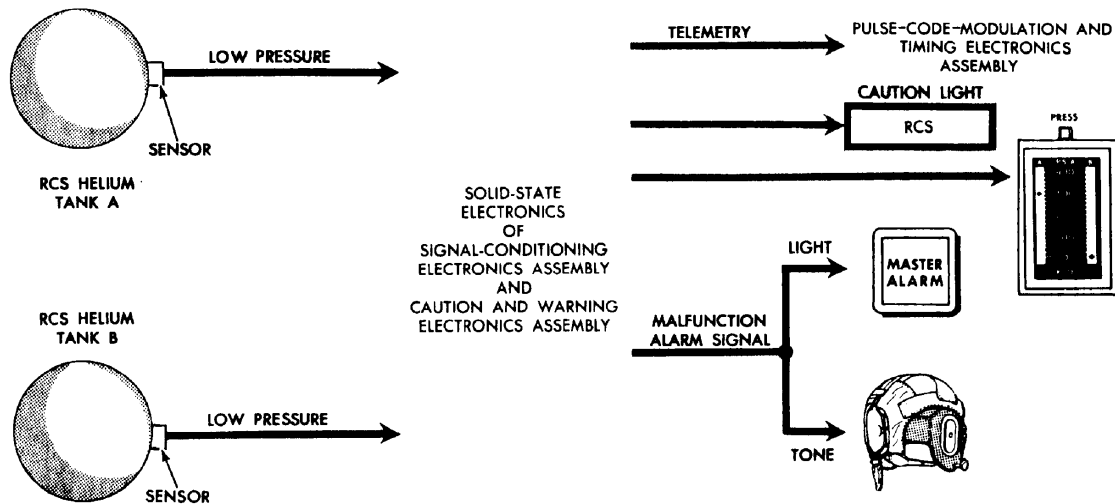 LOW PRESSURE
SENSOR
RCS HELIUM
TANK A
RCS HELIUM
TANK B
LOW PRESSURE
SENSOR
SOLID-STATE
ELECTRONICS
OF
SIGNAL-CONDITIONING
ELECTRONICS ASSEMBLY
AND
CAUTION AND WARNING
ELECTRONICS ASSEMBLY
TELEMETRY
PULSE-CODE-MODULATION AND
TIMING ELECTRONICS
ASSEMBLY
CAUTION LIGHT
RCS
PRESS
LIGHT
MASTER
ALARM
MALFUNCTION
ALARM SIGNAL
TONE